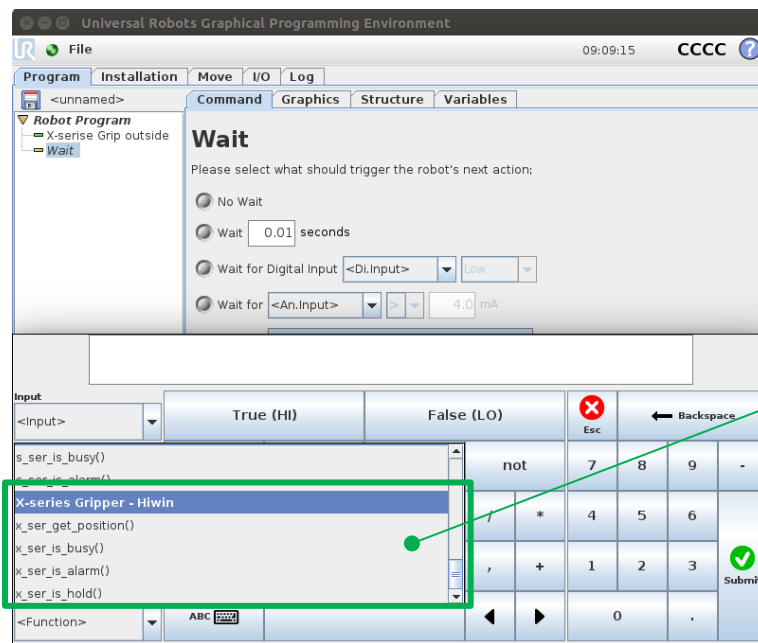 Universal Robots Graphical Programming Environment
UR File 09:09:15 CCCC ?
Program Installation Move I/O Log
<unnamed> Command Graphics Structure Variables
Robot Program
X-serise Grip outside
Wait
Wait
Please select what should trigger the robot's next action;
No Wait
Wait 0.01 seconds
Wait for Digital Input <Di.Input> Low
Wait for <An.Input> > 4.0 mA
Input
<Input> True (HI) False (LO) Esc Backspace
s_ser_is_busy()
s_ser_is_alarm()
not 7 8 9 -
X-series Gripper - Hiwin
x_ser_get_position()
/ * 4 5 6
x_ser_is_busy()
x_ser_is_alarm()
, + 1 2 3 Submit
x_ser_is_hold()
<Function> ABC 0 .